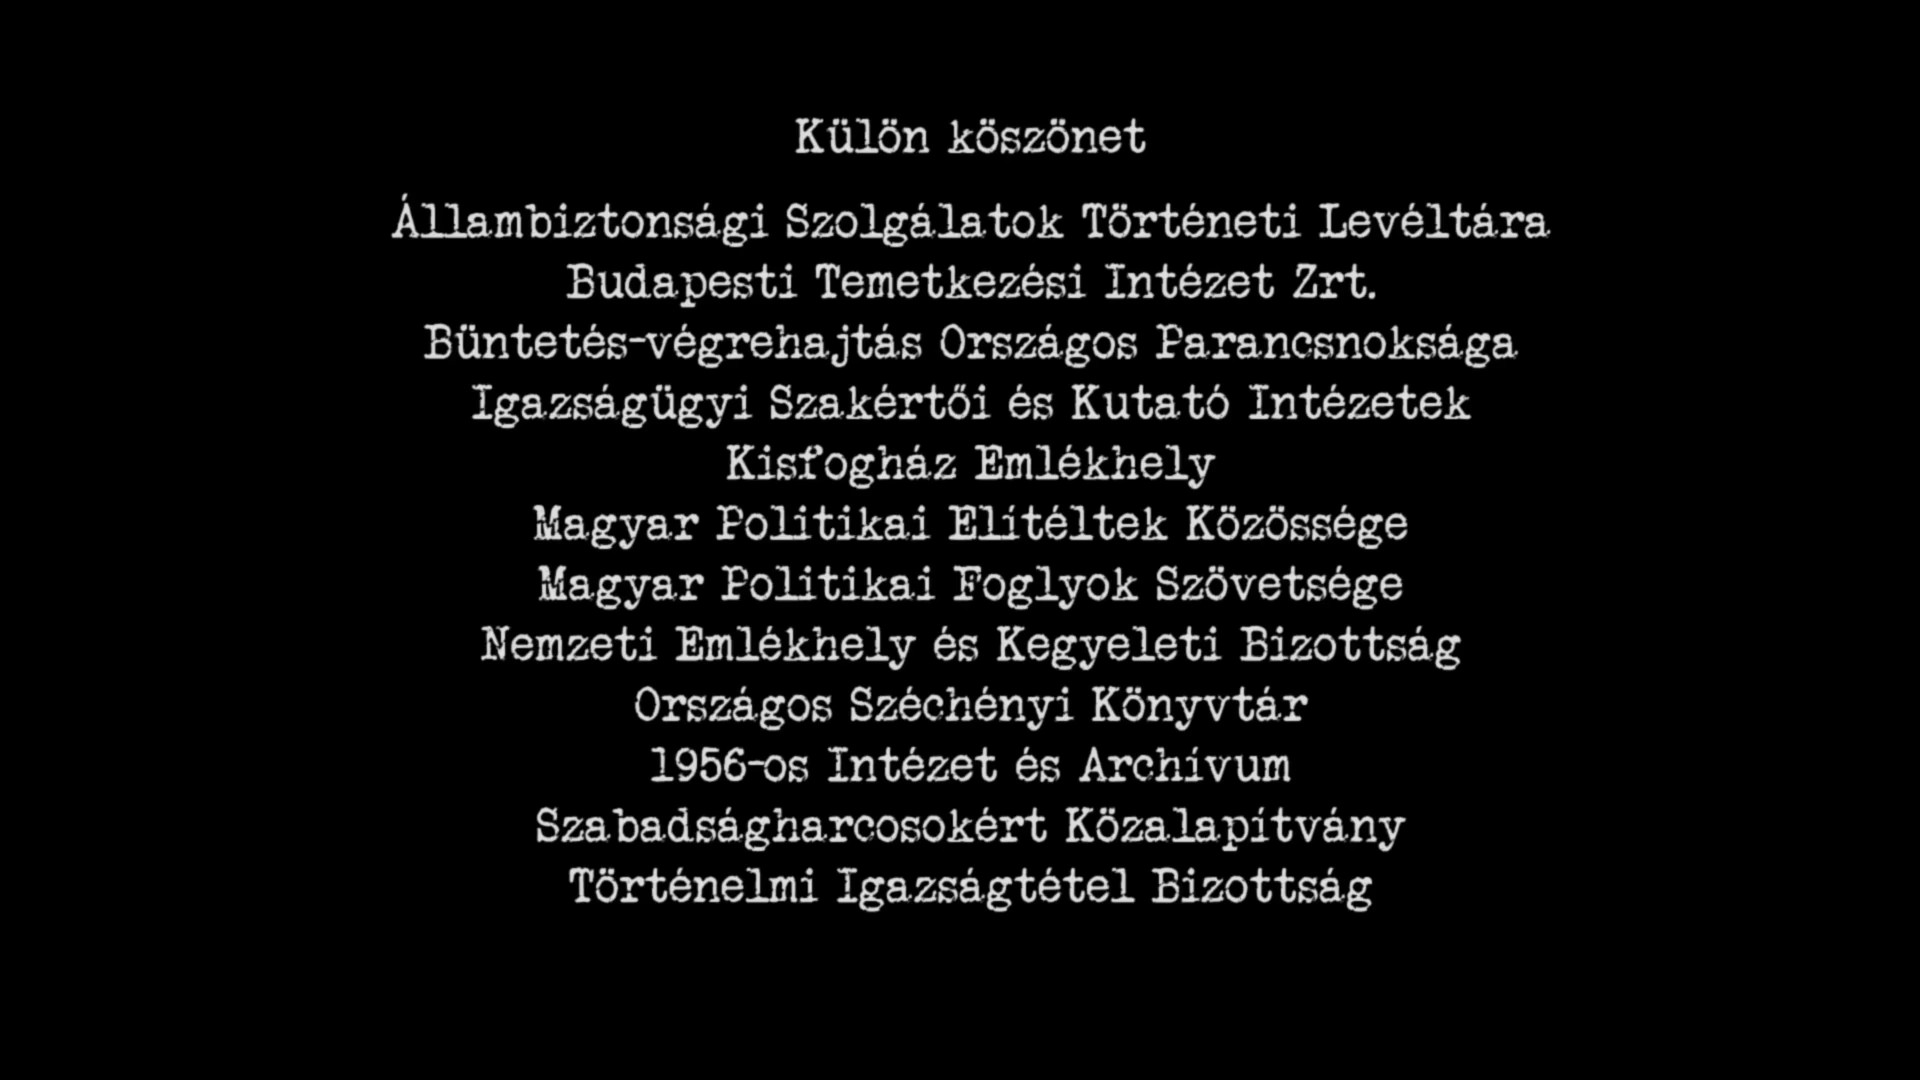 Külön köszönet
Állambiztonsági Szolgálatok Történeti Levéltára
Budapesti Temetkezési Intézet Zrt.
Büntetés-végrehajtás Országos Parancsnoksága
Igazságügyi Szakértői és Kutató Intézetek
Kisfogház Emlékhely
Magyar Politikai Elítéltek Közössége
Magyar Politikai Foglyok Szövetsége
Nemzeti Emlékhely és Kegyeleti Bizottság
Országos Széchényi Könyvtár
1956-os Intézet és Archívum
Szabadságharcosokért Közalapítvány
Történelmi Igazságtétel Bizottság